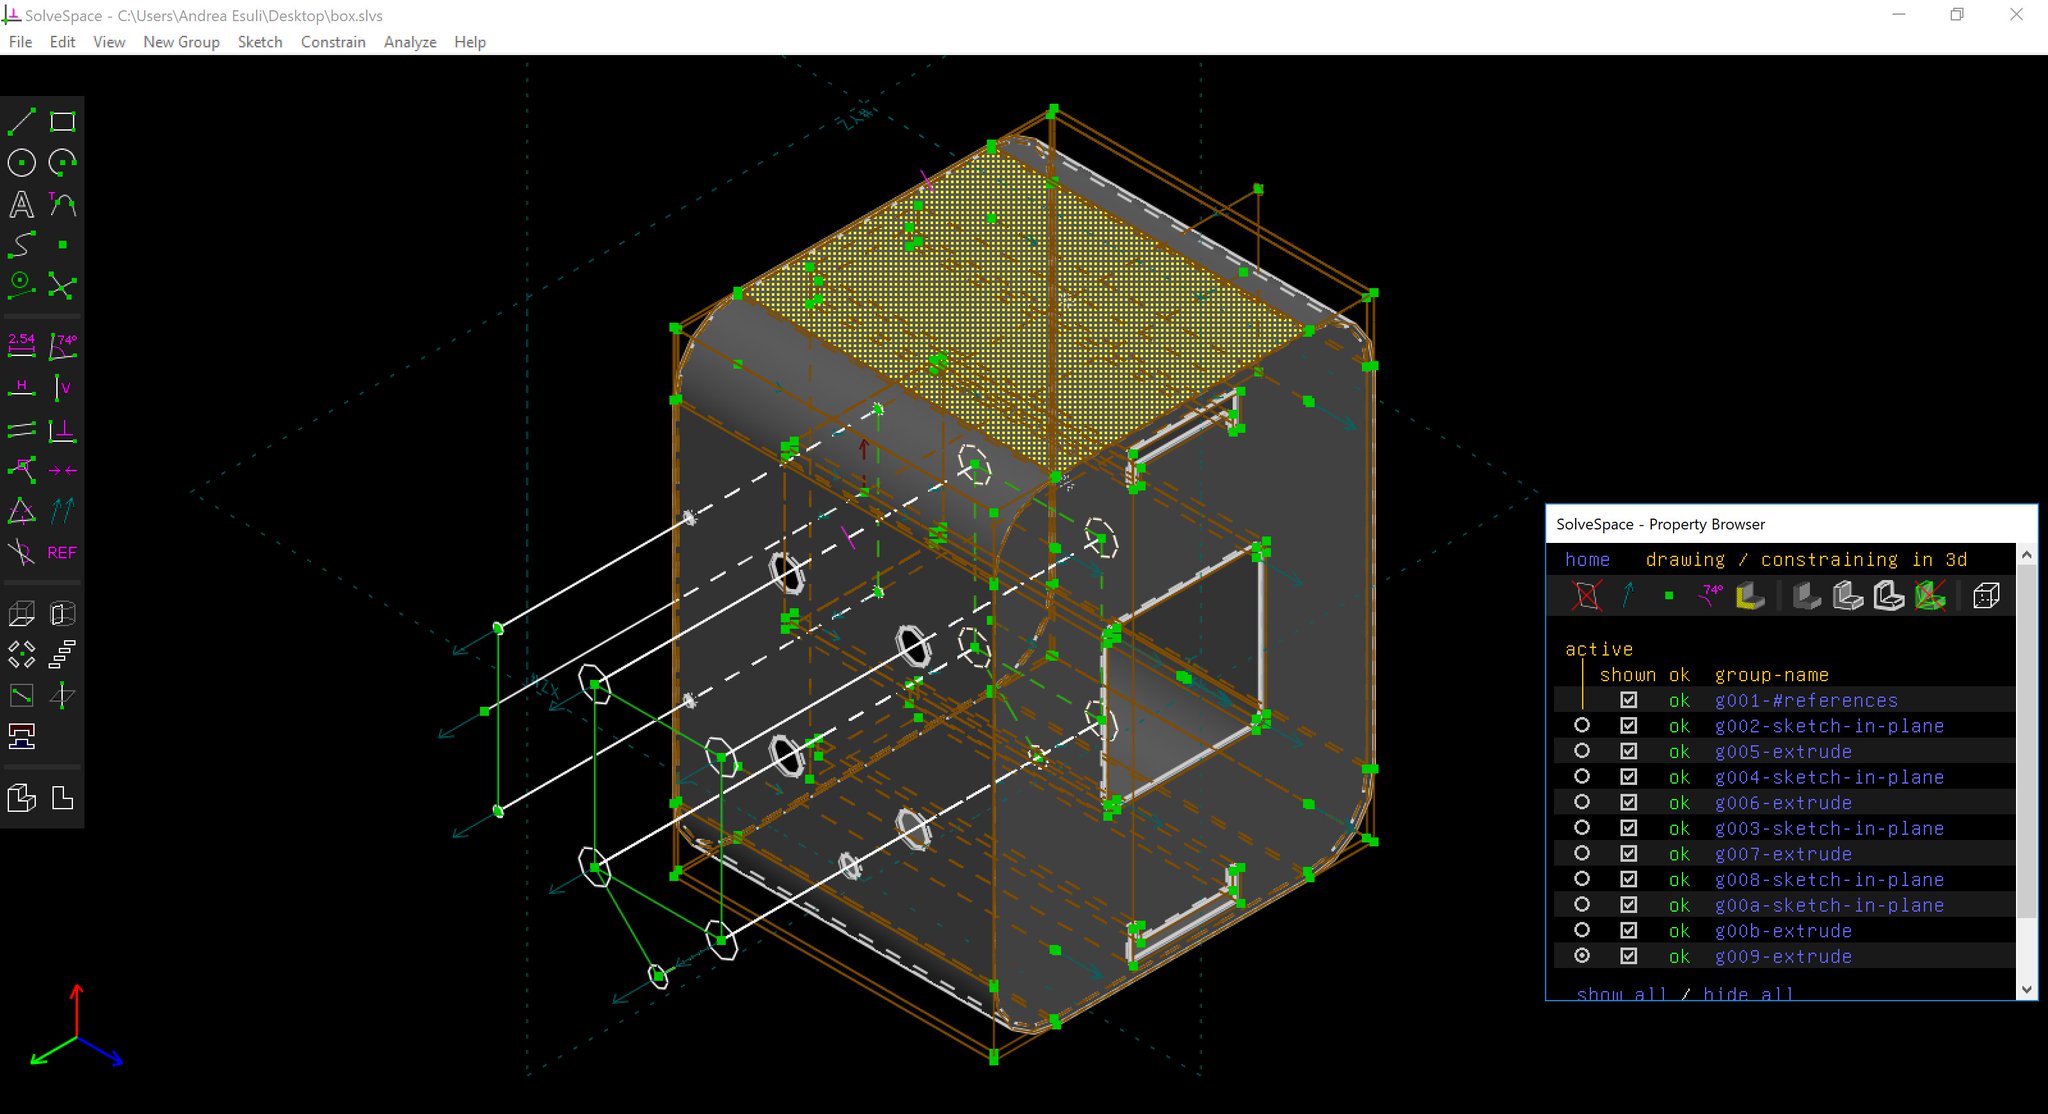 SolveSpace - C:\Users\Andrea Esuli\Desktop\box.slvs
File Edit View New Group Sketch Constrain Analyze Help
A T
2.54 74°
H V
REF
#YZ
#XZ
SolveSpace - Property Browser
home drawing / constraining in 3d
74°
active
shown ok group-name
ok g001-#references
ok g002-sketch-in-plane
ok g005-extrude
ok g004-sketch-in-plane
ok g006-extrude
ok g003-sketch-in-plane
ok g007-extrude
ok g008-sketch-in-plane
ok g00a-sketch-in-plane
ok g00b-extrude
ok g009-extrude
show all / hide all